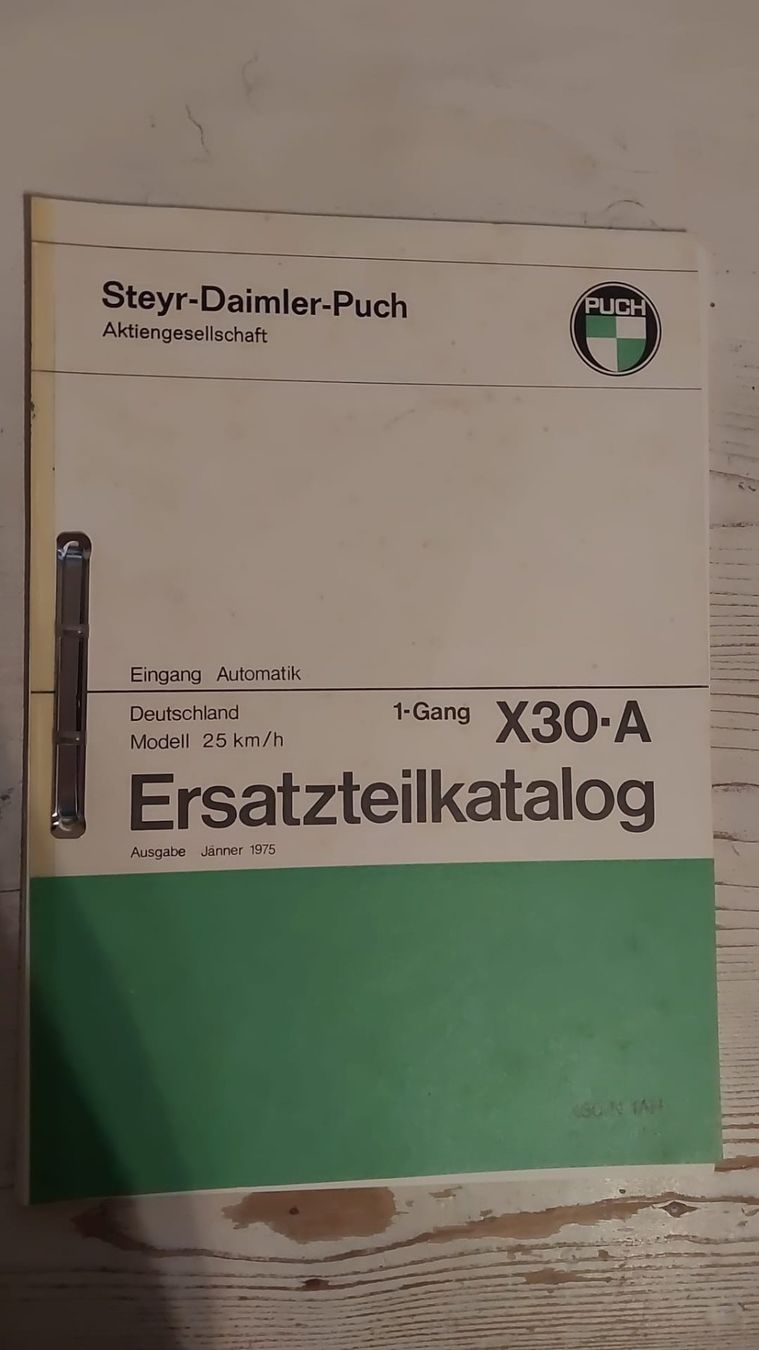 Steyr-Daimler-Puch
Aktiengesellschaft
PUCH
Eingang Automatik
Deutschland
1-Gang X30·A
Modell 25 km/h
Ersatzteilkatalog
Ausgabe Jänner 1975